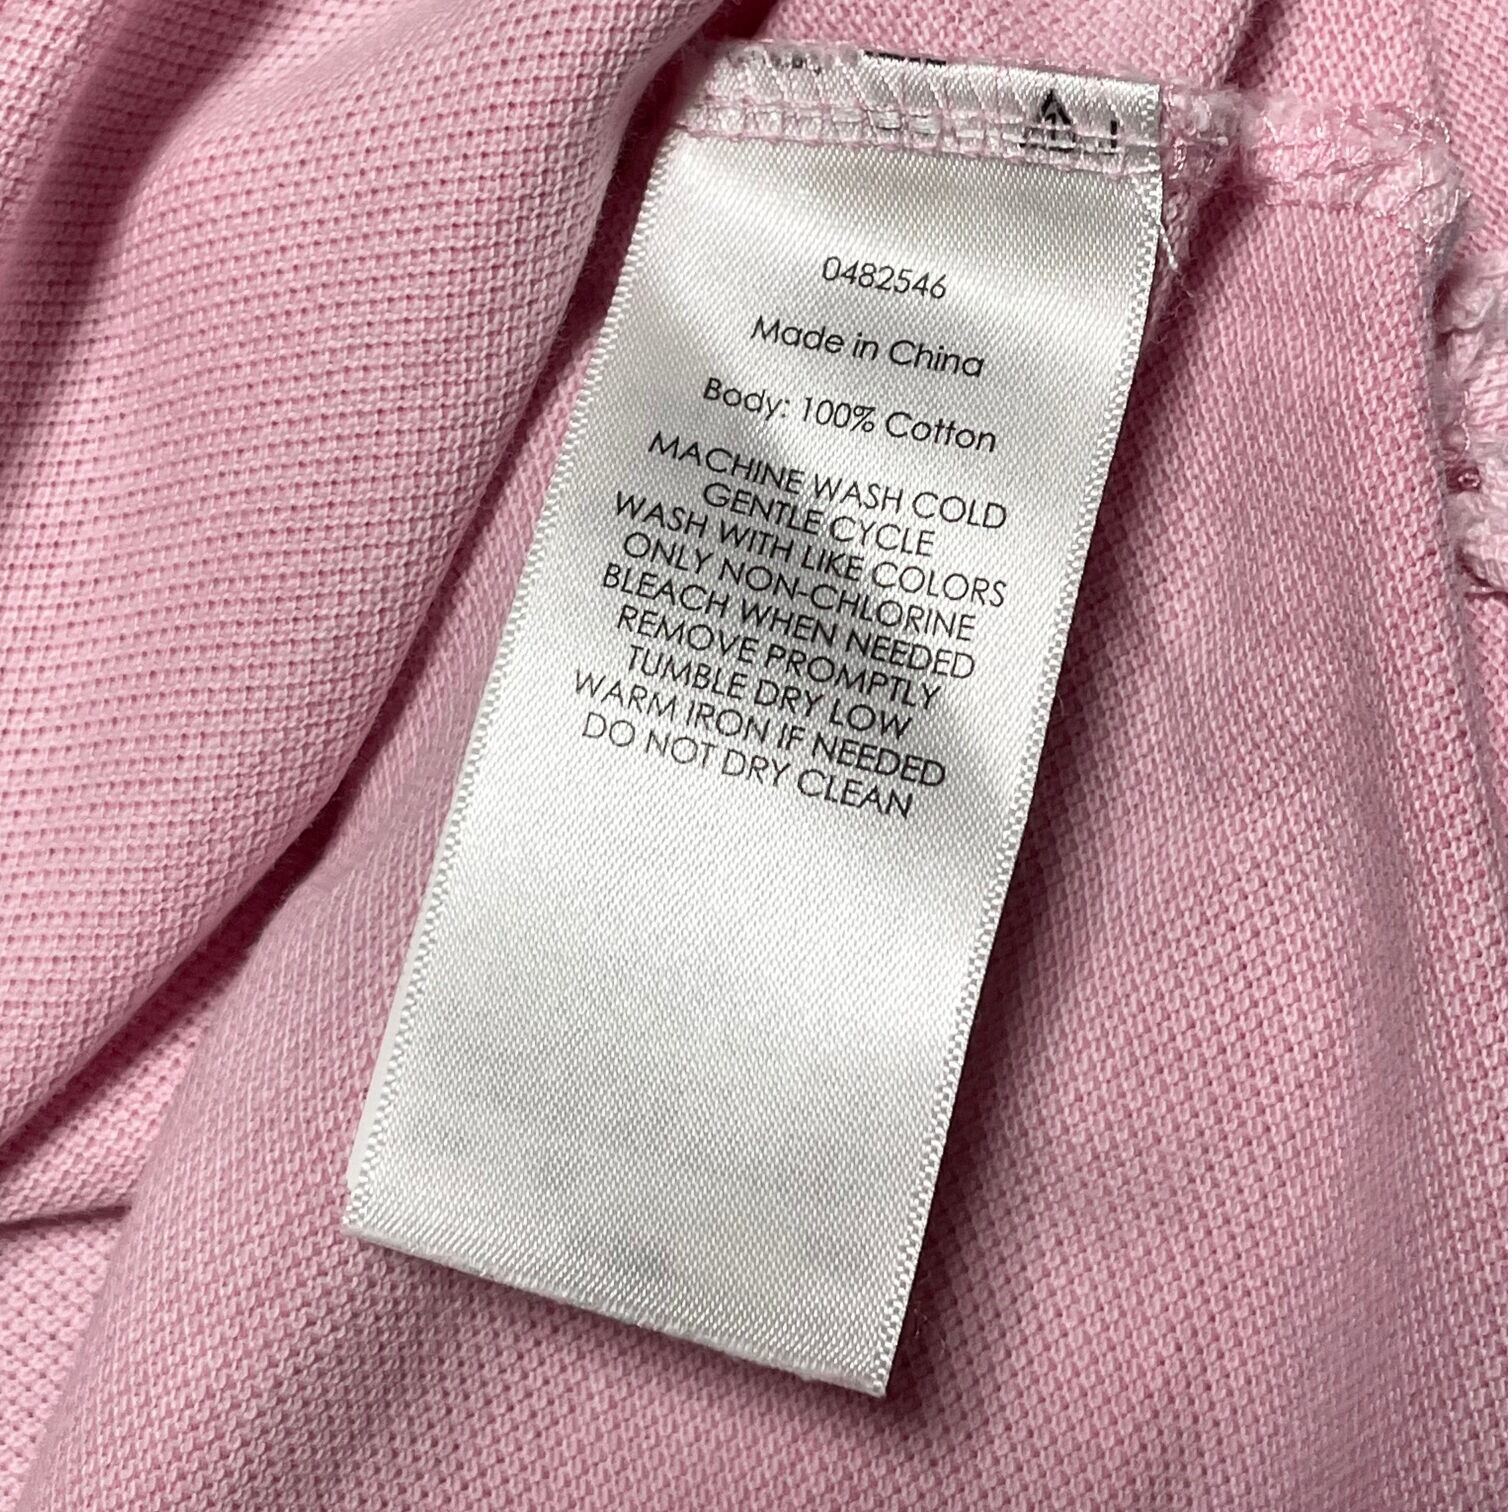 0482546
Made in China
Body: 100% Cotton
MACHINE WASH COLD
GENTLE CYCLE
WASH WITH LIKE COLORS
ONLY NON-CHLORINE
BLEACH WHEN NEEDED
REMOVE PROMPTLY
TUMBLE DRY LOW
WARM IRON IF NEEDED
DO NOT DRY CLEAN